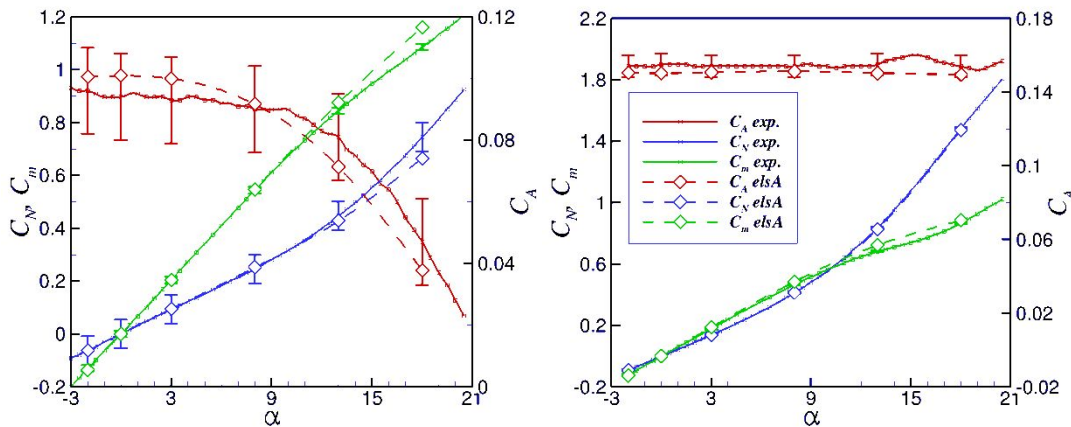 1.2
1
0.8
0.6
0.4
0.2
0
-0.2
C_N, C_m
-3
3
9
15
21
α
0.12
0.08
0.04
0
C_A
2.2
1.8
1.4
1
0.6
0.2
-0.2
C_N, C_m
C_A exp.
C_N exp.
C_m exp.
C_A elsA
C_N elsA
C_m elsA
-3
3
9
15
21
α
0.18
0.14
0.1
0.06
0.02
-0.02
C_A